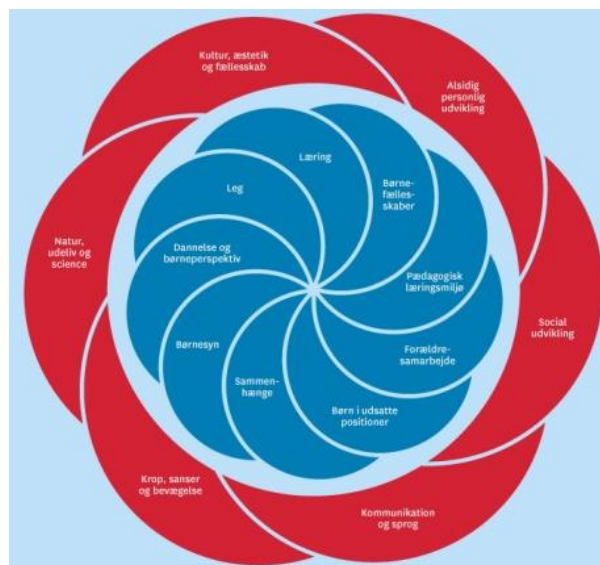 Kultur, æstetik
og fællesskab
Alsidig
personlig
udvikling
Social
udvikling
Kommunikation
og sprog
Krop, sanser
og bevægelse
Natur,
udeliv og
science
Læring
Børne-
fælles-
skaber
Pædagogisk
læringsmiljø
Forældre-
samarbejde
Børn i udsatte
positioner
Sammen-
hænge
Børnesyn
Dannelse og
børneperspektiv
Leg